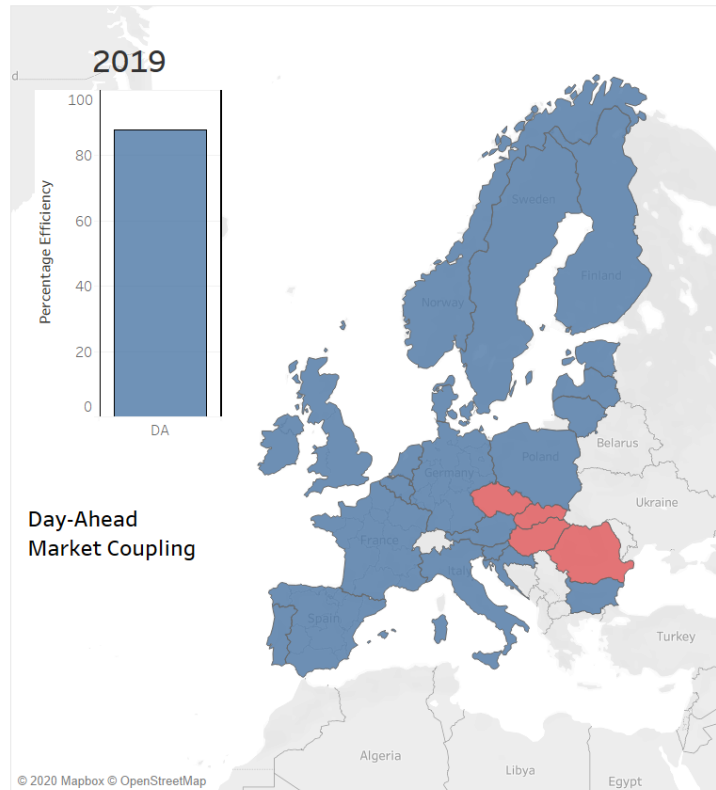 2019
d
100
80
60
40
20
0
Percentage Efficiency
DA
Day-Ahead
Market Coupling
Sweden
Finland
Norway
Belarus
Poland
Germany
Ukraine
France
Italy
Spain
Turkey
Algeria
Libya
Egypt
© 2020 Mapbox © OpenStreetMap